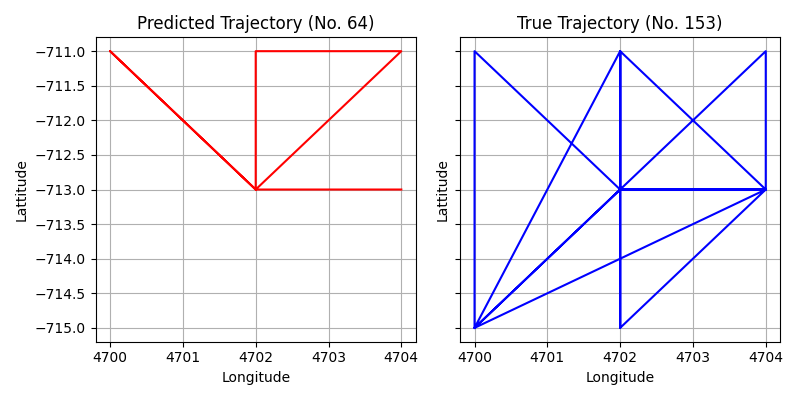 Predicted Trajectory (No. 64)
True Trajectory (No. 153)
Lattitude
−711.0
−711.5
−712.0
−712.5
−713.0
−713.5
−714.0
−714.5
−715.0
4700 4701 4702 4703 4704
Longitude
Lattitude
4700 4701 4702 4703 4704
Longitude